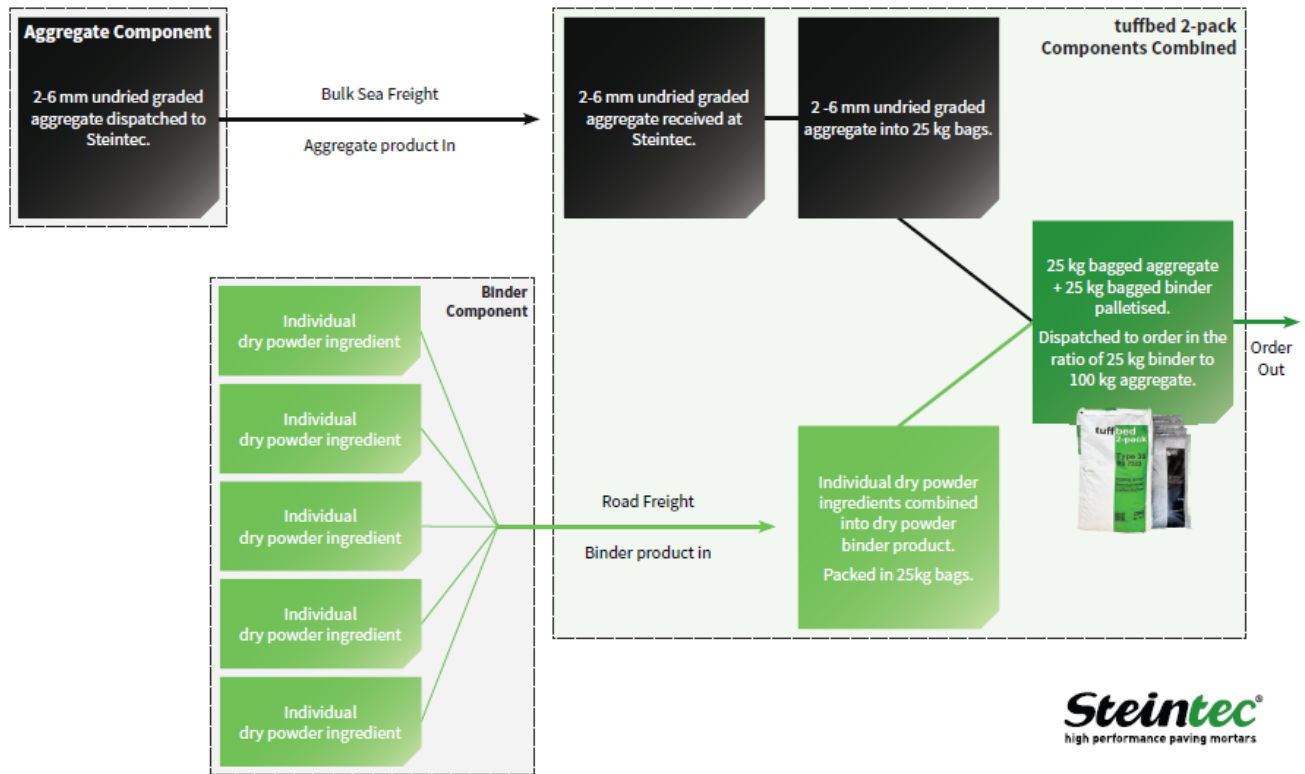 Aggregate Component
2-6 mm undried graded
aggregate dispatched to
Steintec.
Bulk Sea Freight
Aggregate product In
tuffbed 2-pack
Components Combined
2-6 mm undried graded
aggregate received at
Steintec.
2 -6 mm undried graded
aggregate into 25 kg bags.
25 kg bagged aggregate
+ 25 kg bagged binder
palletised.
Dispatched to order in the
ratio of 25 kg binder to
100 kg aggregate.
Order
Out
tuffbed
2-pack
Binder
Component
Individual
dry powder ingredient
Individual
dry powder ingredient
Individual
dry powder ingredient
Individual
dry powder ingredient
Individual
dry powder ingredient
Road Freight
Binder product in
Individual dry powder
ingredients combined
into dry powder
binder product.
Packed in 25kg bags.
Steintec®
high performance paving mortars